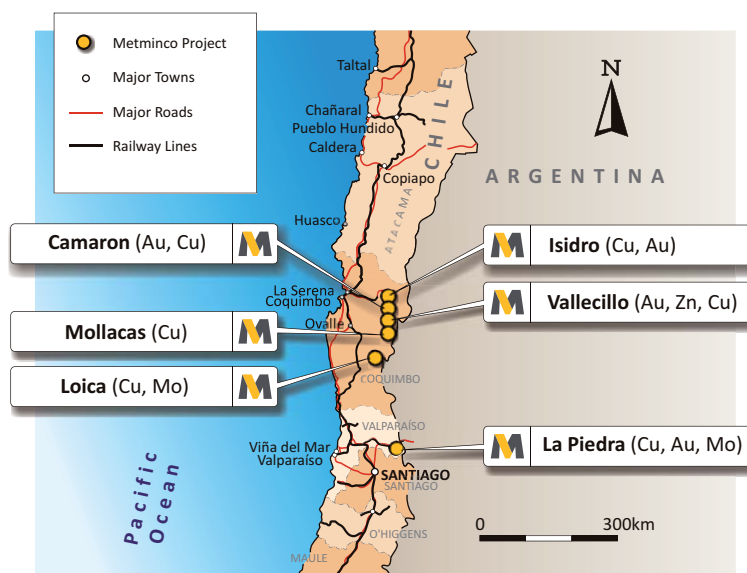 Metminco Project
Major Towns
Major Roads
Railway Lines
N
Taltal
Chañaral
Pueblo Hundido
Caldera
Copiapo
CHILE
ARGENTINA
ATACAMA
Huasco
Camaron (Au, Cu)
Isidro (Cu, Au)
La Serena
Coquimbo
Vallecillo (Au, Zn, Cu)
Mollacas (Cu)
Ovalle
Loica (Cu, Mo)
COQUIMBO
VALPARAÍSO
Viña del Mar
Valparaíso
La Piedra (Cu, Au, Mo)
SANTIAGO
SANTIAGO
Pacific
Ocean
0 300km
O'HIGGENS
MAULE